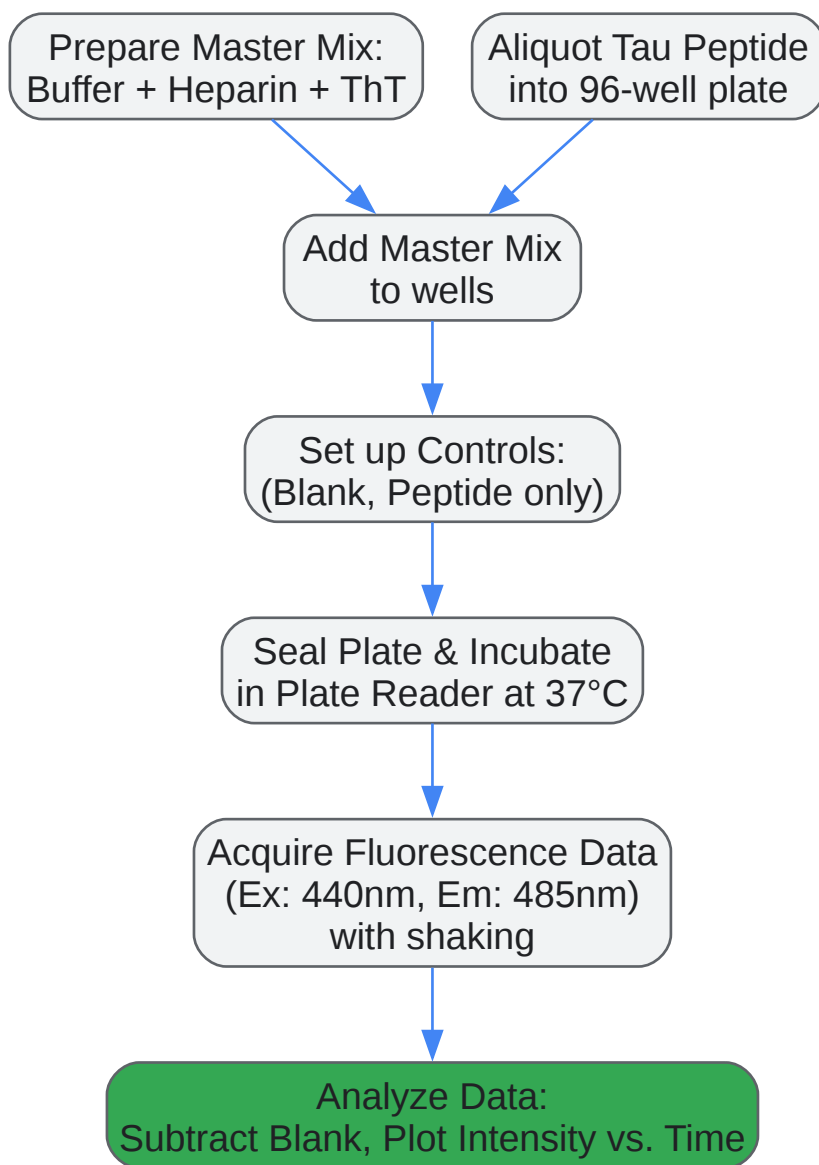 Prepare Master Mix:
Buffer + Heparin + ThT
Aliquot Tau Peptide
into 96-well plate
Add Master Mix
to wells
Set up Controls:
(Blank, Peptide only)
Seal Plate & Incubate
in Plate Reader at 37°C
Acquire Fluorescence Data
(Ex: 440nm, Em: 485nm)
with shaking
Analyze Data:
Subtract Blank, Plot Intensity vs. Time